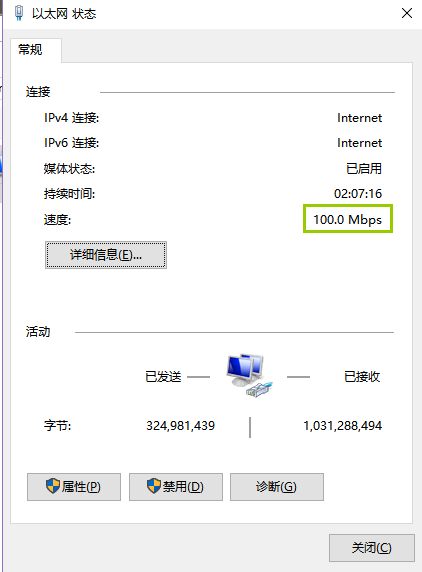 以太网 状态
常规
连接
IPv4 连接: Internet
IPv6 连接: Internet
媒体状态: 已启用
持续时间: 02:07:16
速度: 100.0 Mbps
详细信息(E)...
活动
已发送 已接收
字节: 324,981,439 1,031,288,494
属性(P) 禁用(D) 诊断(G)
关闭(C)